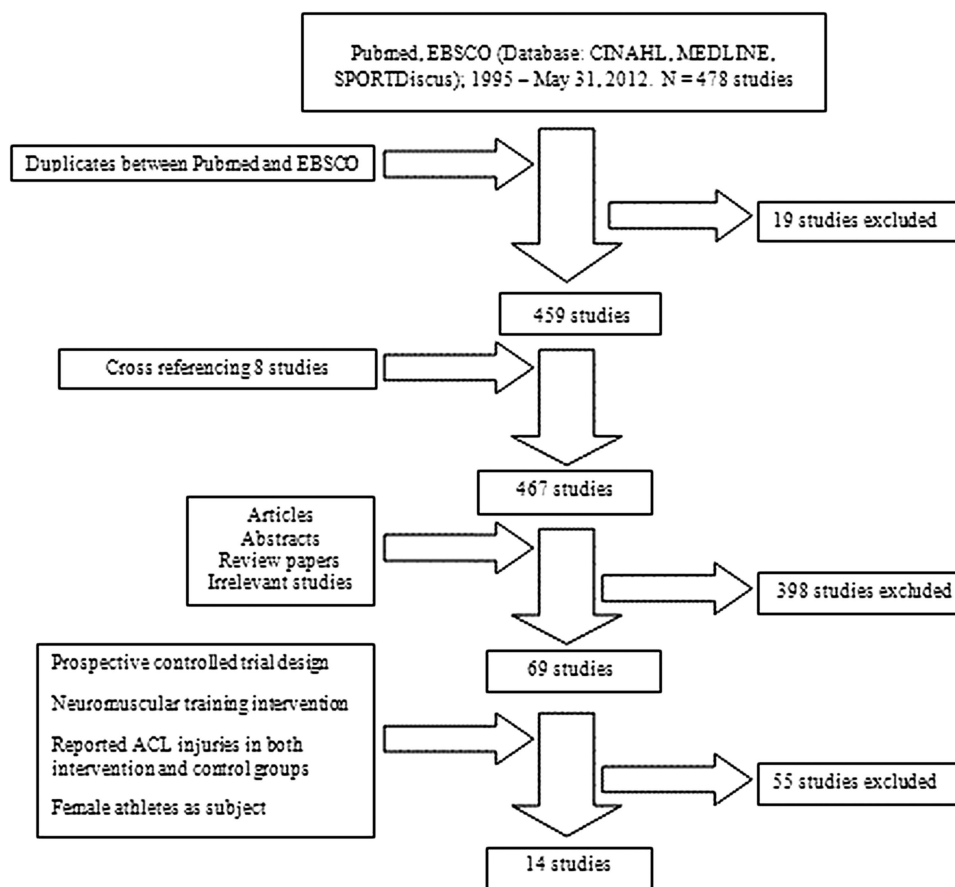 Pubmed, EBSCO (Database: CINAHL, MEDLINE,
SPORTDiscus); 1995 – May 31, 2012. N = 478 studies
Duplicates between Pubmed and EBSCO
19 studies excluded
459 studies
Cross referencing 8 studies
467 studies
Articles
Abstracts
Review papers
Irrelevant studies
398 studies excluded
69 studies
Prospective controlled trial design
Neuromuscular training intervention
Reported ACL injuries in both
intervention and control groups
Female athletes as subject
55 studies excluded
14 studies